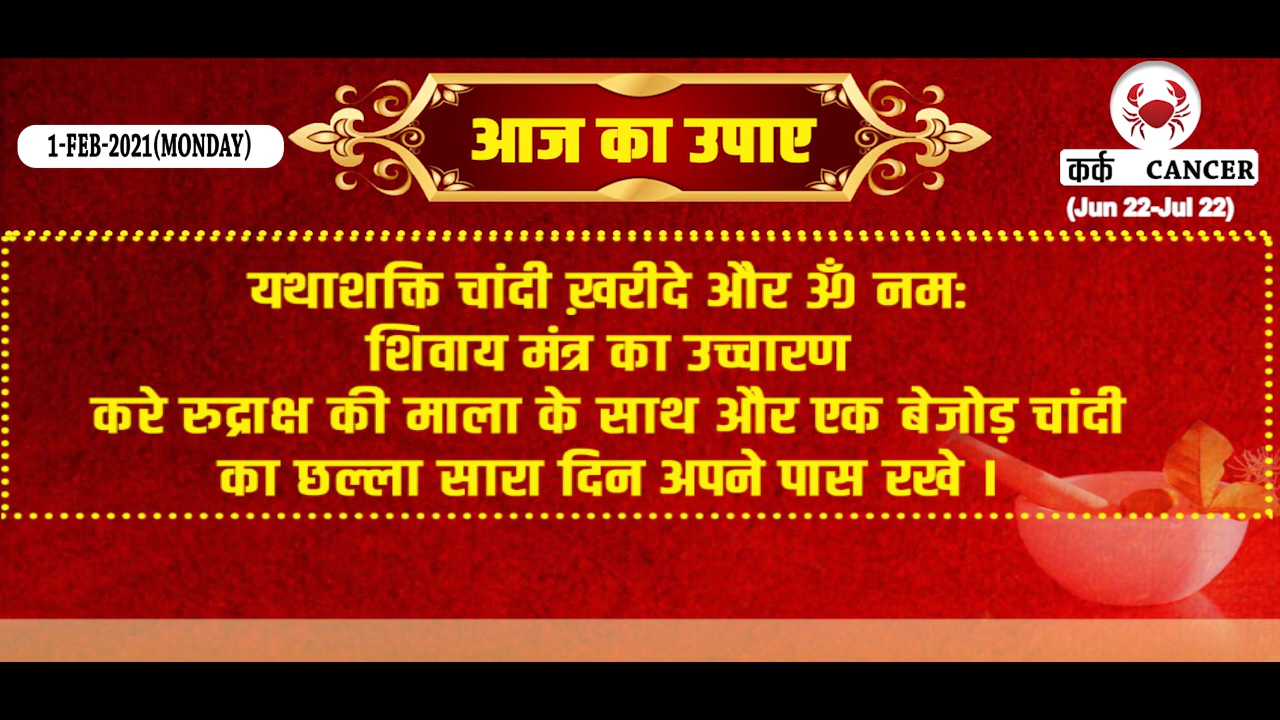 1-FEB-2021(MONDAY)
आज का उपाए
कर्क CANCER
(Jun 22-Jul 22)
यथाशक्ति चांदी ख़रीदे और ॐ नम:
शिवाय मंत्र का उच्चारण
करे रुद्राक्ष की माला के साथ और एक बेजोड़ चांदी
का छल्ला सारा दिन अपने पास रखे ।